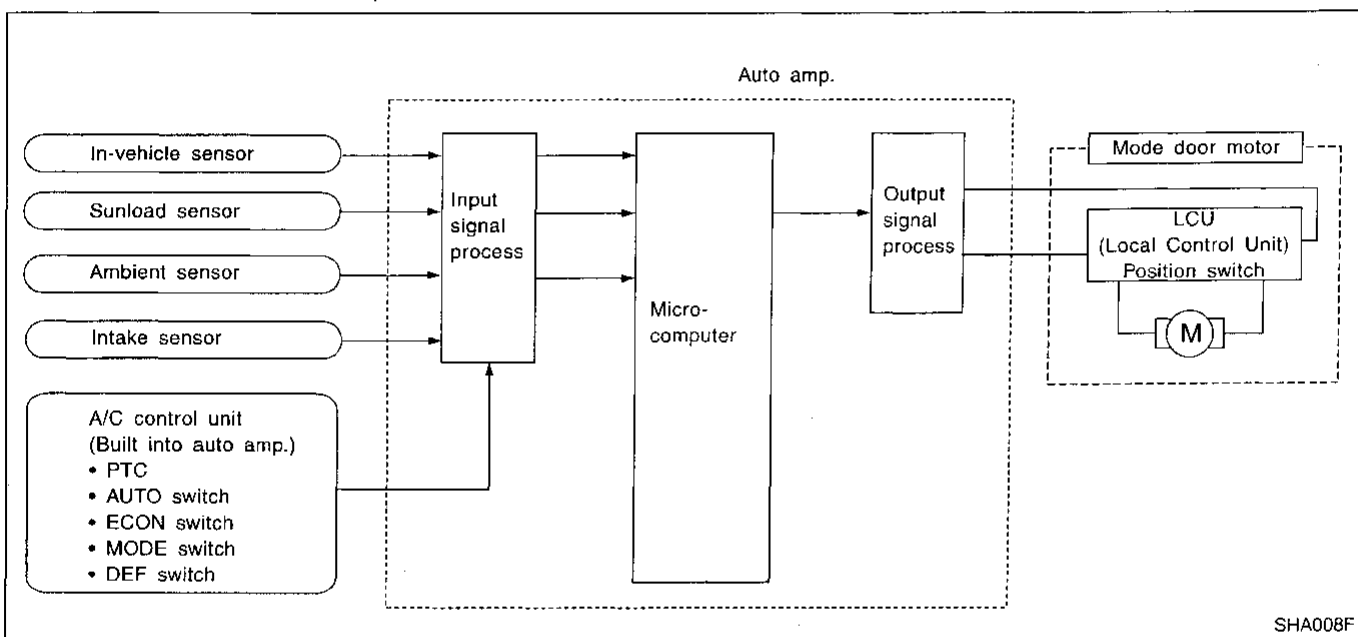 Auto amp.
In-vehicle sensor
Sunload sensor
Ambient sensor
Intake sensor
A/C control unit
(Built into auto amp.)
• PTC
• AUTO switch
• ECON switch
• MODE switch
• DEF switch
Input
signal
process
Micro-
computer
Output
signal
process
Mode door motor
LCU
(Local Control Unit)
Position switch
M
SHA008F